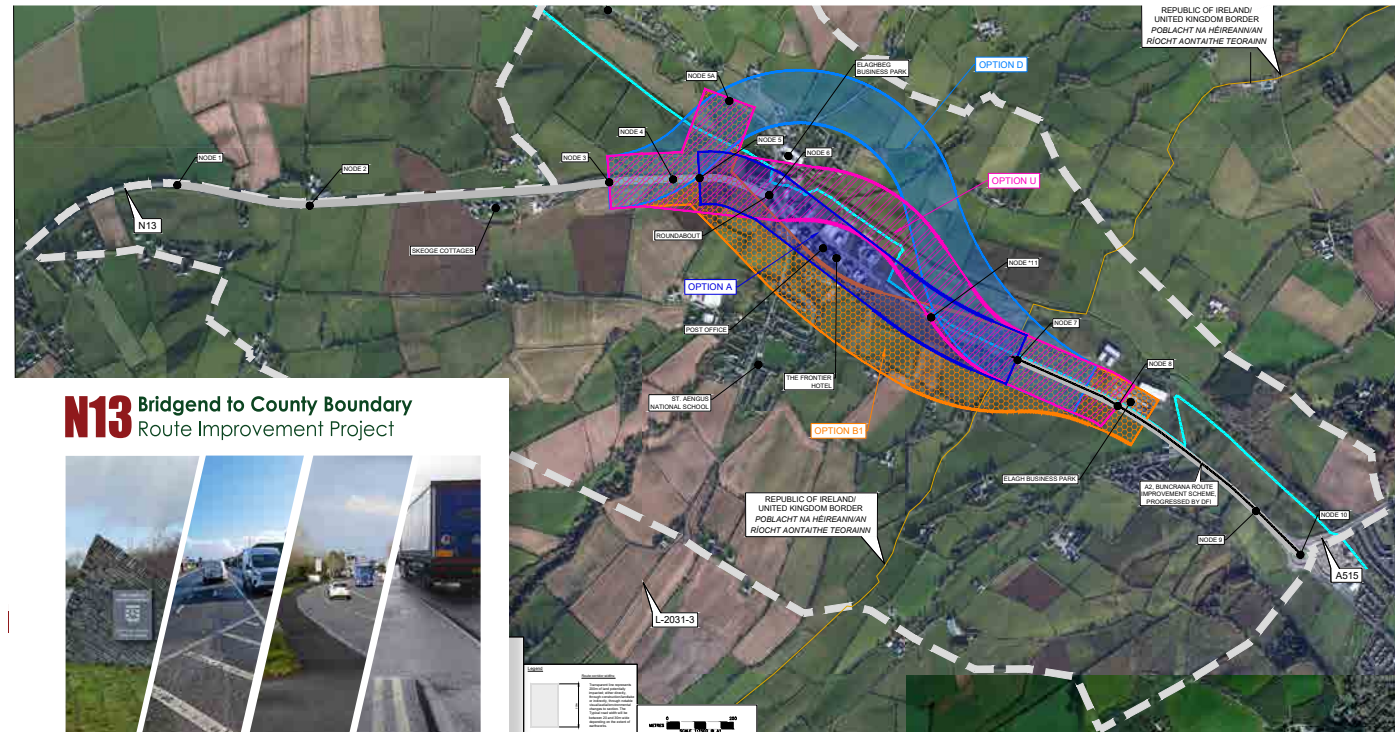 REPUBLIC OF IRELAND/
UNITED KINGDOM BORDER
POBLACHT NA HÉIREANN/AN
RÍOCHT AONTAITHE TEORAINN
OPTION D
ELAGHBEG
BUSINESS PARK
NODE 5A
NODE 4
NODE 5
NODE 6
NODE 3
NODE 1
NODE 2
OPTION U
N13
SKEOGE COTTAGES
ROUNDABOUT
NODE *11
OPTION A
POST OFFICE
NODE 7
THE FRONTIER
HOTEL
NODE 8
ST. AENGUS
NATIONAL SCHOOL
OPTION B1
N13 Bridgend to County Boundary
Route Improvement Project
ELAGH BUSINESS PARK
A2, BUNCRANA ROUTE
IMPROVEMENT SCHEME,
PROGRESSED BY DFI
REPUBLIC OF IRELAND/
UNITED KINGDOM BORDER
POBLACHT NA HÉIREANN/AN
RÍOCHT AONTAITHE TEORAINN
NODE 10
NODE 9
A515
L-2031-3
Legend
METRES 0 200